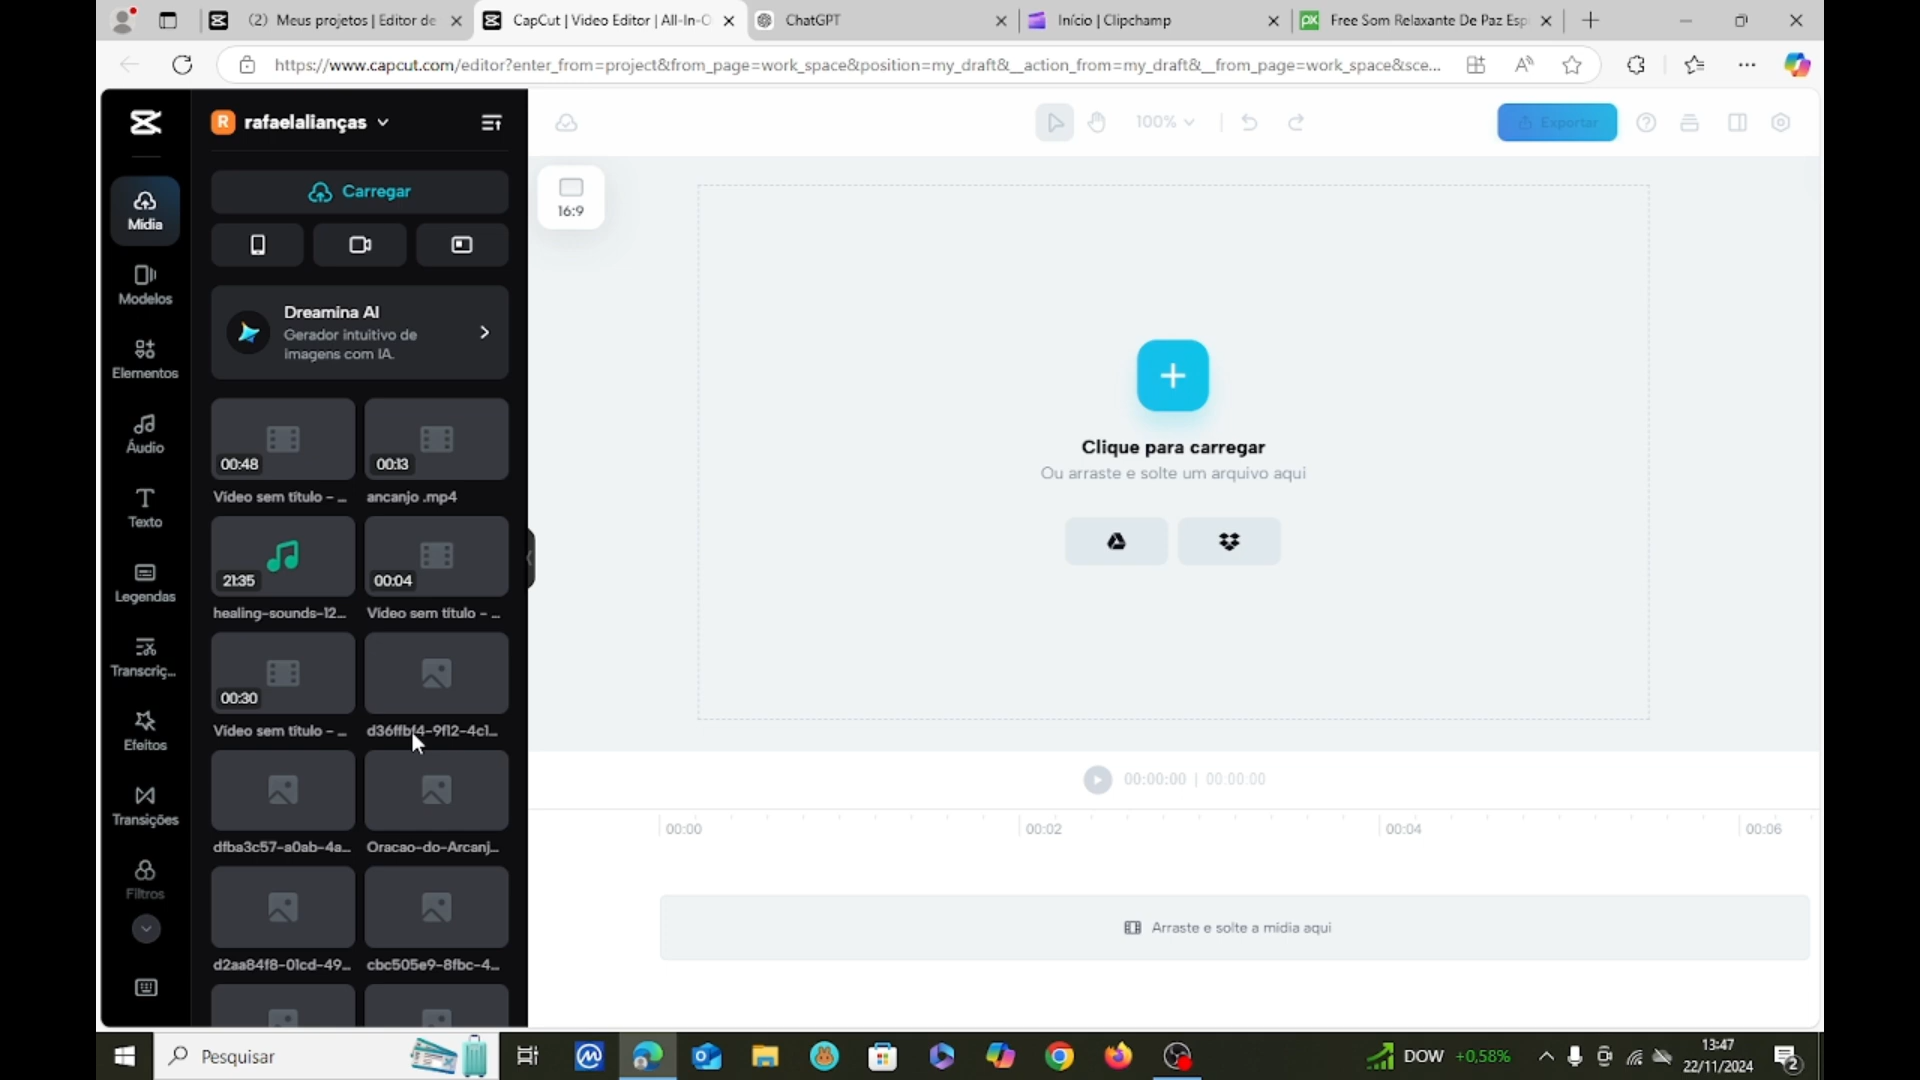 (2) Meus projetos | Editor de
CapCut | Video Editor | All-In-O
ChatGPT
Início | Clipchamp
Free Som Relaxante De Paz Esp
https://www.capcut.com/editor?enter_from=project&from_page=work_space&position=my_draft&__action_from=my_draft&__from_page=work_space&sce...
R rafaelalianças
100%
Exportar
Carregar
16:9
Mídia
Modelos
Elementos
Áudio
Texto
Legendas
Transcriç...
Efeitos
Transições
Filtros
Dreamina AI
Gerador intuitivo de
imagens com IA.
00:48
00:13
Vídeo sem título - ...
ancanjo .mp4
21:35
00:04
healing-sounds-12...
Vídeo sem título - ...
00:30
Vídeo sem título - ...
d36ffbf4-9f12-4c1...
dfba3c57-a0ab-4a...
Oracao-do-Arcanj...
d2aa84f8-01cd-49...
cbc505e9-8fbc-4...
Clique para carregar
Ou arraste e solte um arquivo aqui
00:00:00 | 00:00:00
00:00
00:02
00:04
00:06
Arraste e solte a mídia aqui
Pesquisar
DOW +0,58%
13:47
22/11/2024
2